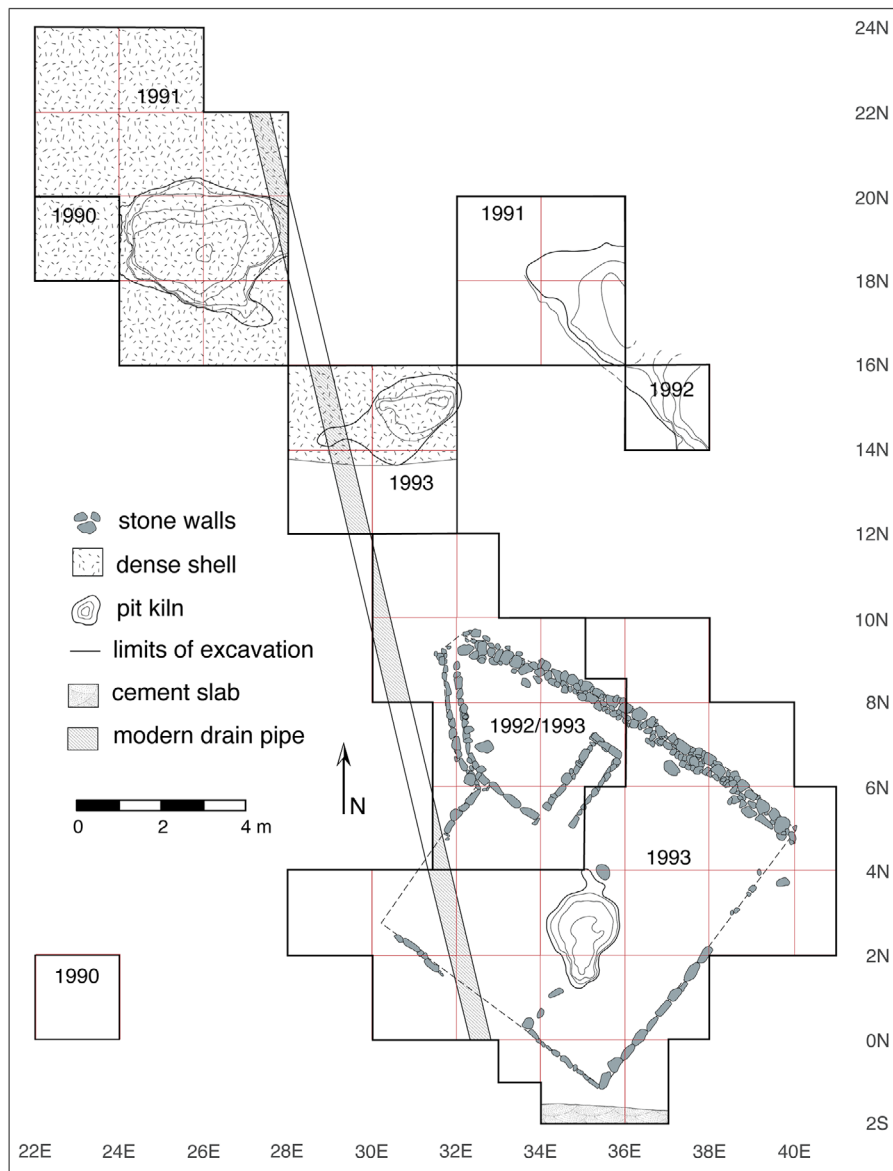 24N
1991
22N
1990
20N
1991
18N
16N
1992
14N
1993
stone walls
12N
dense shell
pit kiln
10N
limits of excavation
cement slab
8N
1992/1993
modern drain pipe
N
6N
0 2 4 m
1993
4N
1990
2N
0N
2S
22E 24E 26E 28E 30E 32E 34E 36E 38E 40E